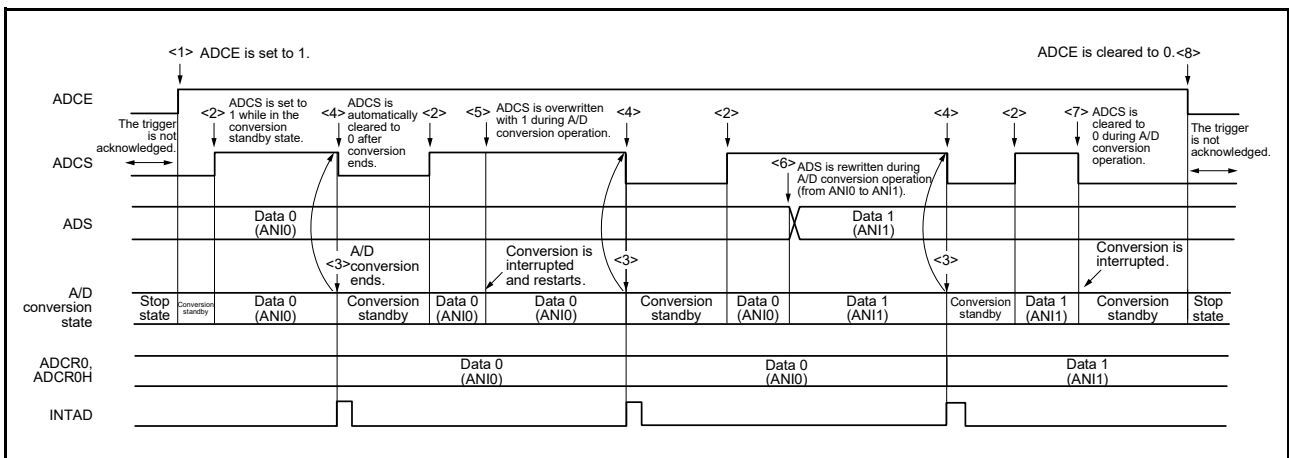 <1> ADCE is set to 1.
ADCE is cleared to 0.<8>
ADCE
The trigger
is not
acknowledged.
<2>
ADCS is set to
1 while in the
conversion
standby state.
<4>
ADCS is
automatically
cleared to
0 after
conversion
ends.
<2>
<5>
ADCS is overwritten
with 1 during A/D
conversion operation.
<4>
<2>
<4>
<2>
<7>
ADCS is
cleared to
0 during A/D
conversion
operation.
The trigger
is not
acknowledged.
ADCS
<6>
ADS is rewritten during
A/D conversion operation
(from ANI0 to ANI1).
ADS
Data 0
(ANI0)
Data 1
(ANI1)
<3>
A/D
conversion
ends.
Conversion is
interrupted
and restarts.
<3>
<3>
Conversion is
interrupted.
A/D
conversion
state
Stop
state
Conversion
standby
Data 0
(ANI0)
Conversion
standby
Data 0
(ANI0)
Data 0
(ANI0)
Conversion
standby
Data 0
(ANI0)
Data 1
(ANI1)
Conversion
standby
Data 1
(ANI1)
Conversion
standby
Stop
state
ADCR0,
ADCR0H
Data 0
(ANI0)
Data 0
(ANI0)
Data 1
(ANI1)
INTAD